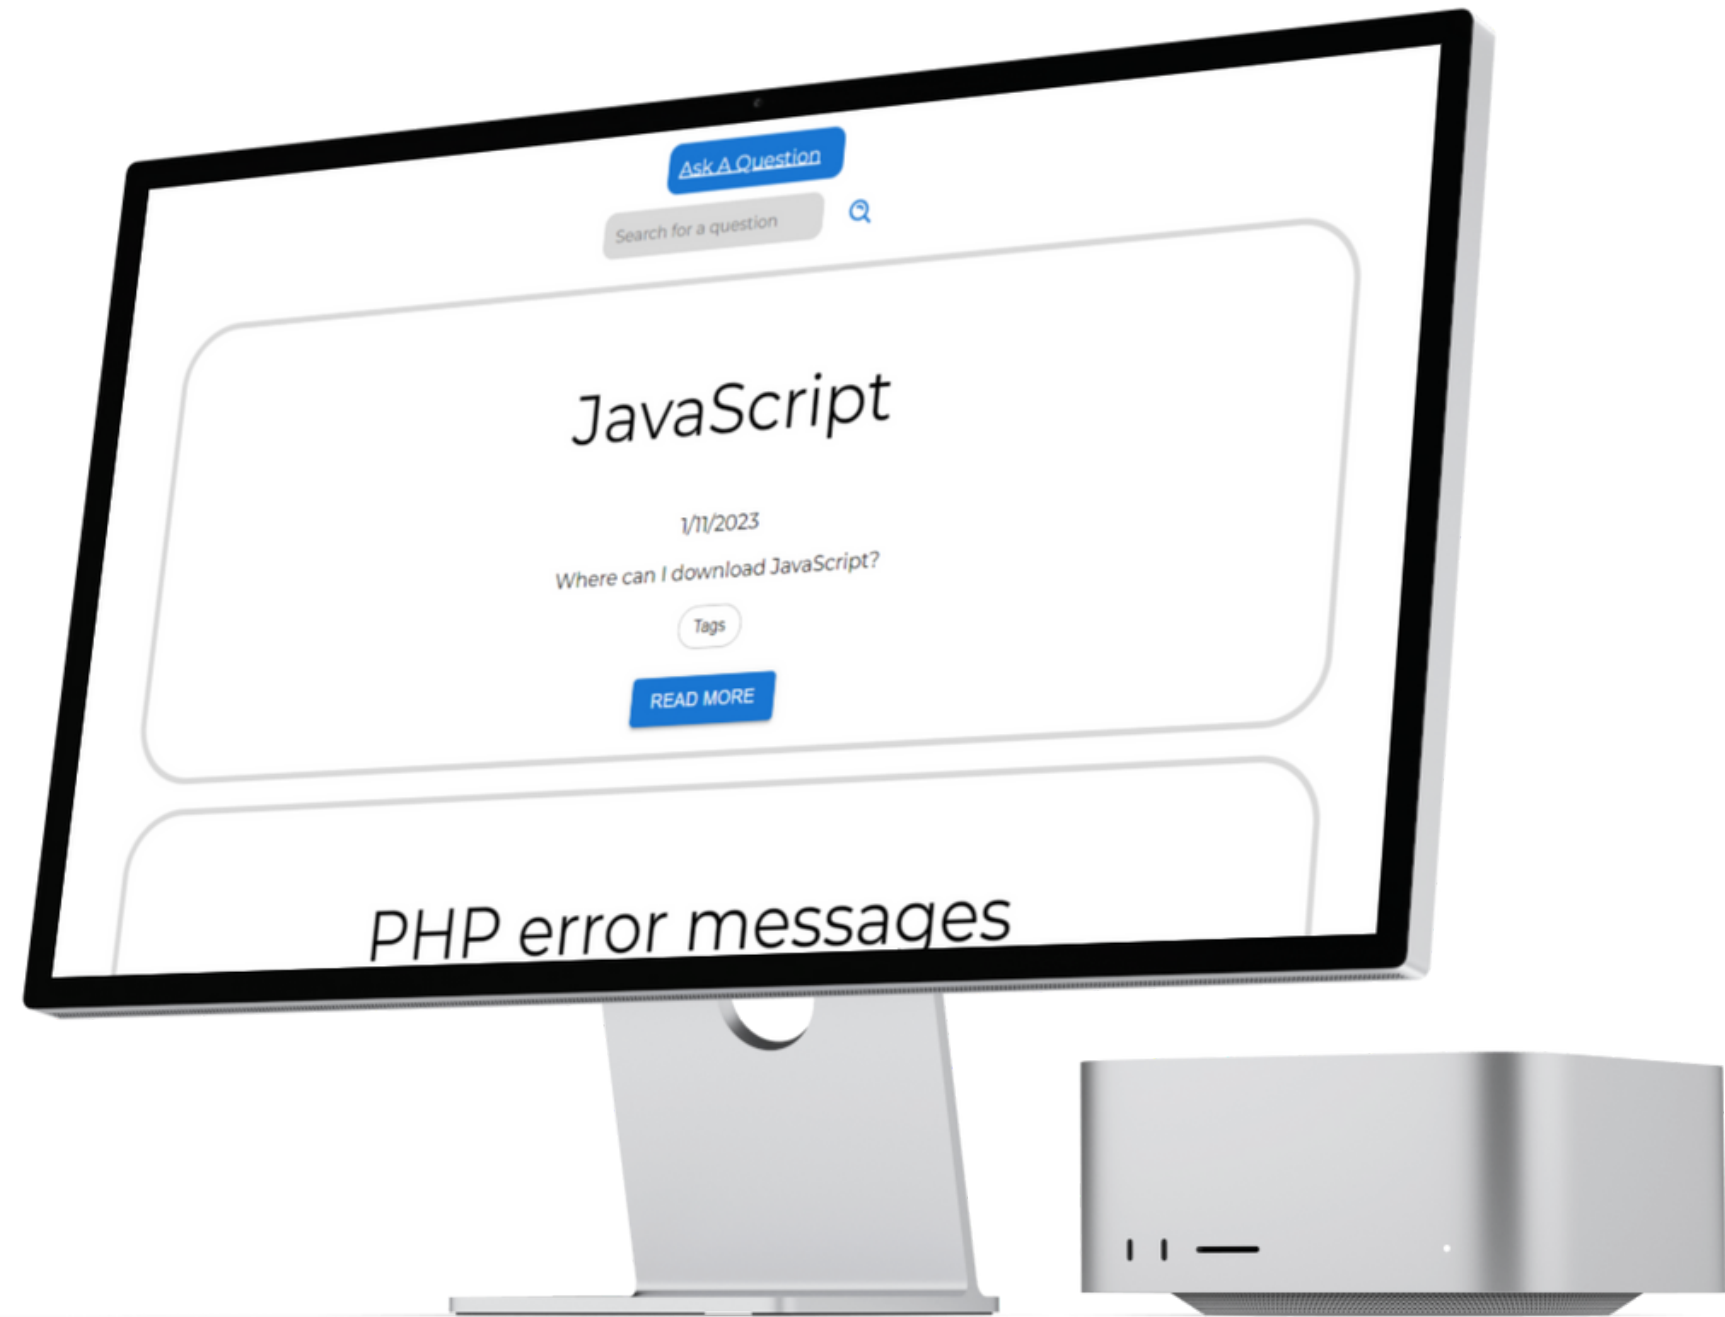 Ask A Question
Search for a question
JavaScript
1/11/2023
Where can I download JavaScript?
Tags
READ MORE
PHP error messages